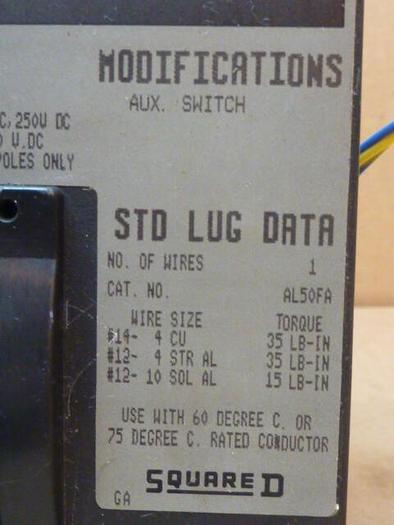 MODIFICATIONS
AUX. SWITCH
C, 250V DC
V.DC
POLES ONLY
STD LUG DATA
NO. OF WIRES 1
CAT. NO. AL50FA
WIRE SIZE TORQUE
#14- 4 CU 35 LB-IN
#12- 4 STR AL 35 LB-IN
#12- 10 SOL AL 15 LB-IN
USE WITH 60 DEGREE C. OR
75 DEGREE C. RATED CONDUCTOR
SQUARE D
GA